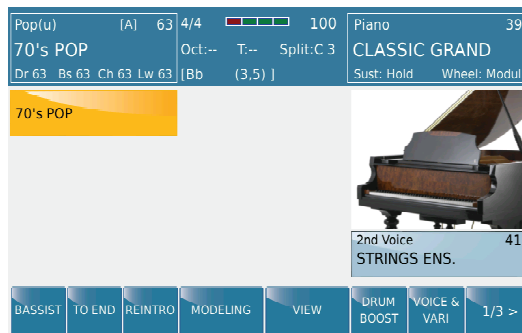 Pop(u) [A] 63 4/4 100 Piano 39
70's POP Oct:-- T:-- Split:C 3 CLASSIC GRAND
Dr 63 Bs 63 Ch 63 Lw 63 [Bb (3,5) ] Sust: Hold Wheel: Modul
70's POP
2nd Voice 41
STRINGS ENS.
BASSIST TO END REINTRO MODELING VIEW DRUM BOOST VOICE & VARI 1/3 >